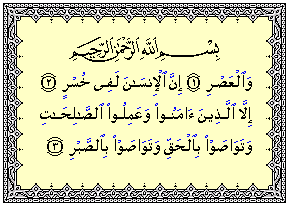 بِسْمِ ٱللَّهِ ٱلرَّحْمَٰنِ ٱلرَّحِيمِ
وَٱلْعَصْرِ ١ إِنَّ ٱلْإِنسَٰنَ لَفِى خُسْرٍ ٢
إِلَّا ٱلَّذِينَ ءَامَنُوا۟ وَعَمِلُوا۟ ٱلصَّٰلِحَٰتِ
وَتَوَاصَوْا۟ بِٱلْحَقِّ وَتَوَاصَوْا۟ بِٱلصَّبْرِ ٣